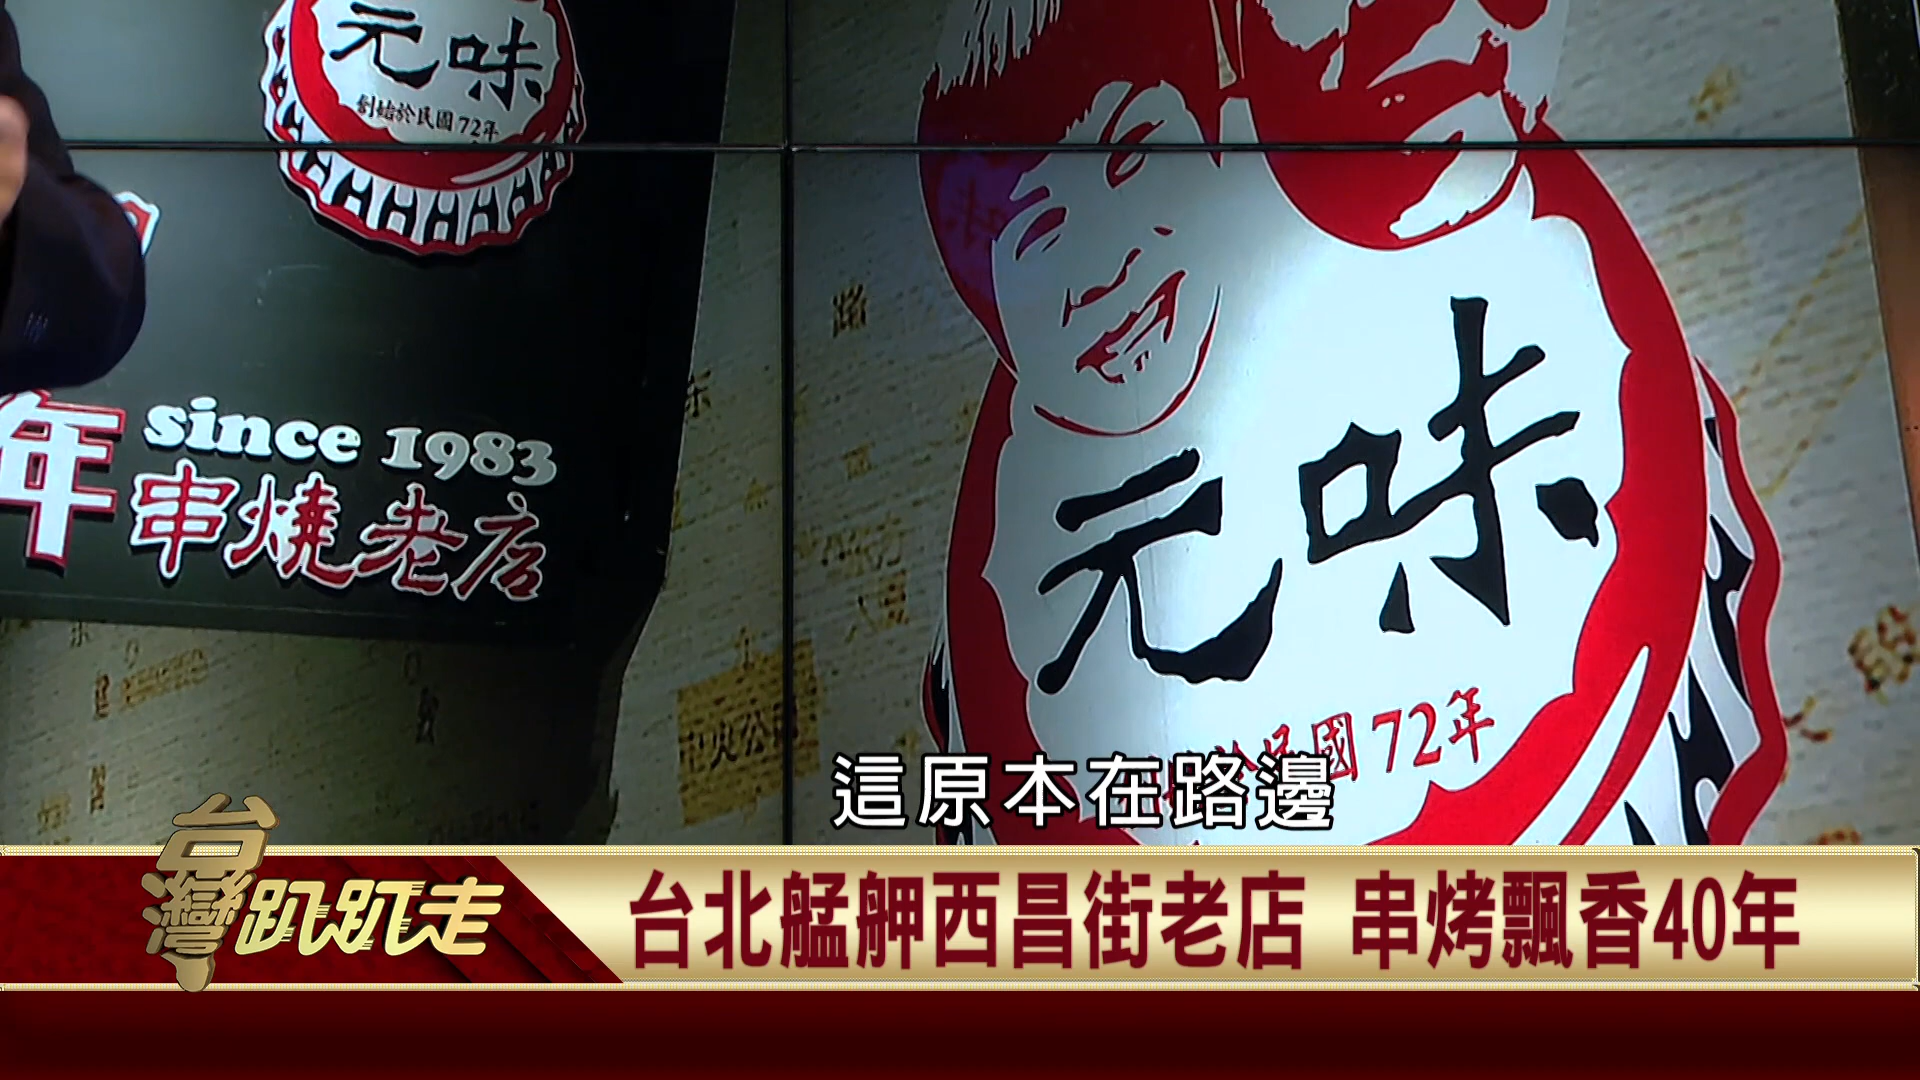 元味
創始於民國72年
年
since 1983
串燒老店
路
元味
民國72年
段
這原本在路邊
台灣趴趴走
台北艋舺西昌街老店 串烤飄香40年